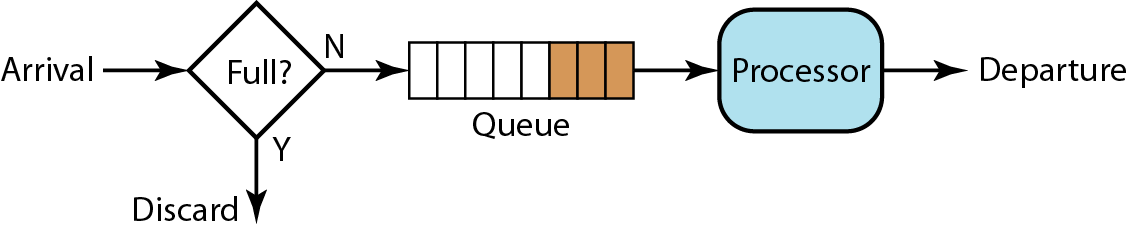 Arrival
Full?
N
Y
Discard
Queue
Processor
Departure